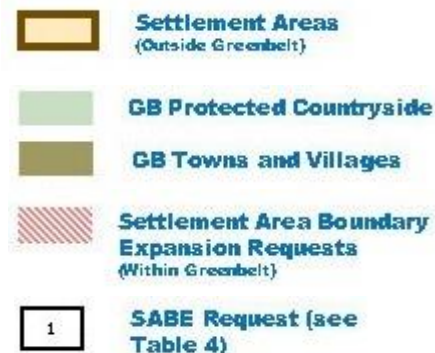 Settlement Areas
(Outside Greenbelt)
GB Protected Countryside
GB Towns and Villages
Settlement Area Boundary
Expansion Requests
(Within Greenbelt)
1
SABE Request (see
Table 4)